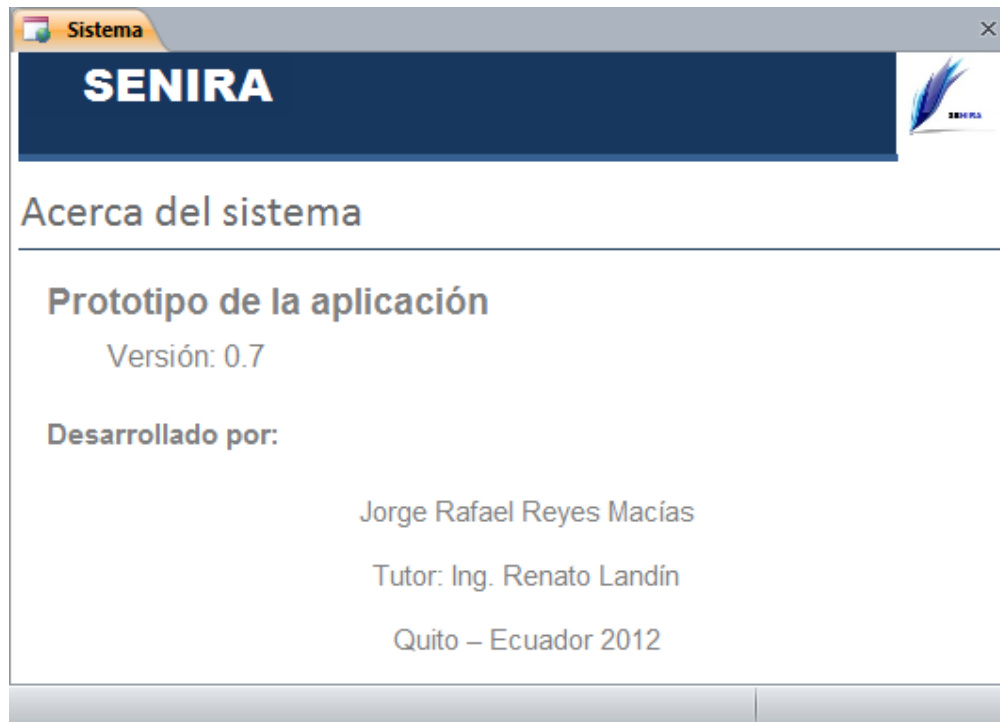 Sistema
SENIRA
SENIRA
Acerca del sistema
Prototipo de la aplicación
Versión: 0.7
Desarrollado por:
Jorge Rafael Reyes Macías
Tutor: Ing. Renato Landín
Quito – Ecuador 2012